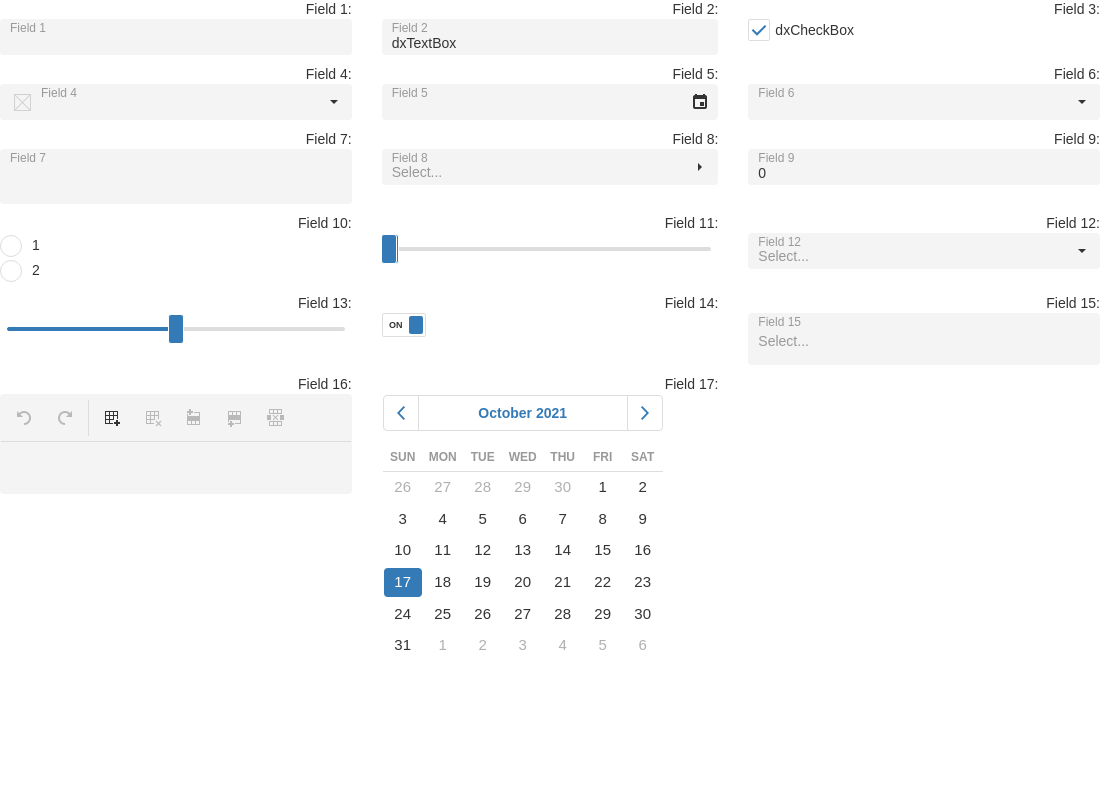 Field 1:
Field 1
Field 2:
Field 2
dxTextBox
Field 3:
dxCheckBox
Field 4:
Field 4
Field 5:
Field 5
Field 6:
Field 6
Field 7:
Field 7
Field 8:
Field 8
Select...
Field 9:
Field 9
0
Field 10:
1
2
Field 11:
Field 12:
Field 12
Select...
Field 13:
Field 14:
ON
Field 15:
Field 15
Select...
Field 16:
Field 17:
October 2021
SUN MON TUE WED THU FRI SAT
26 27 28 29 30 1 2
3 4 5 6 7 8 9
10 11 12 13 14 15 16
17 18 19 20 21 22 23
24 25 26 27 28 29 30
31 1 2 3 4 5 6